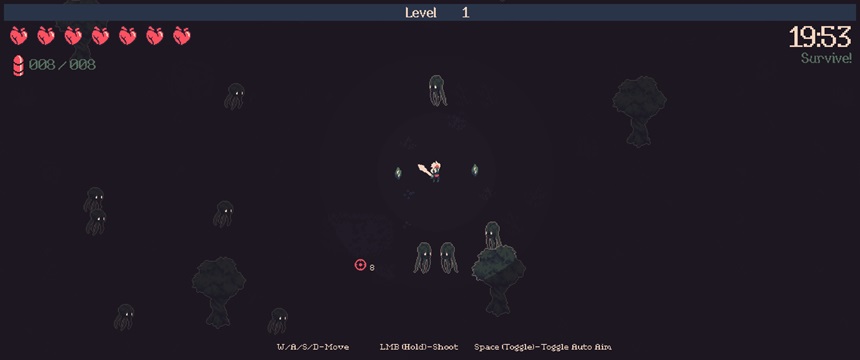 Level 1
19:53
008/008
Survive!
8
W/A/S/D-Move LMB (Hold)-Shoot Space (Toggle)-Toggle Auto Aim